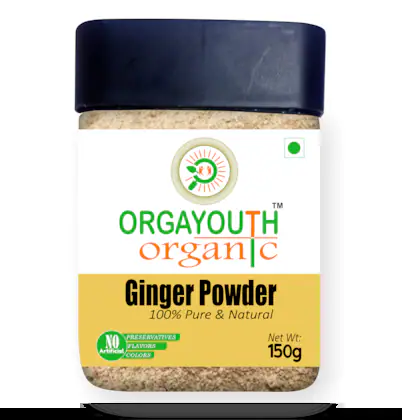 ORGAYOUTH™
organic
Ginger Powder
100% Pure & Natural
NO
Artificial
PRESERVATIVES
FLAVORS
COLORS
Net Wt:
150g